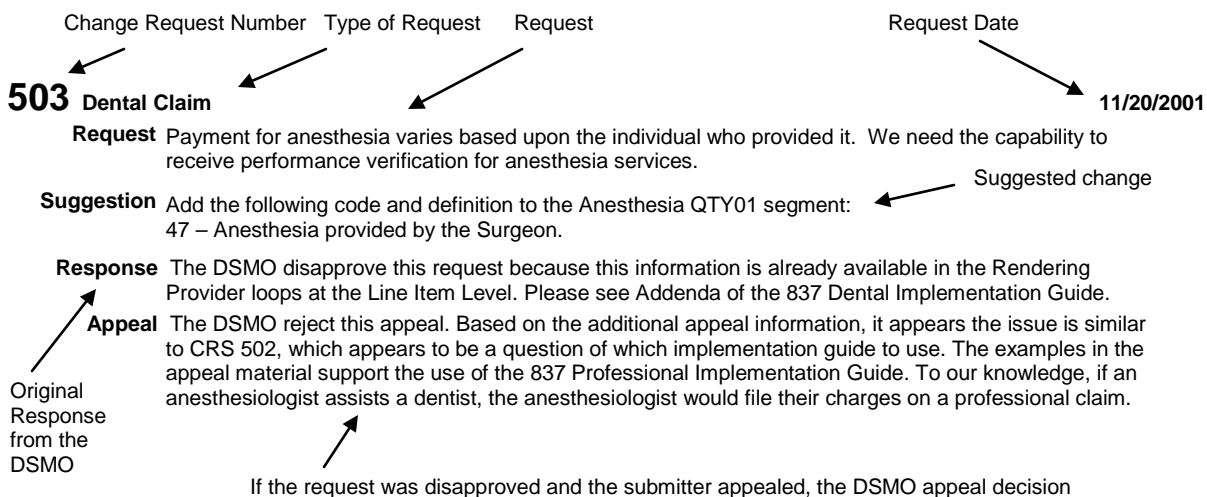 Change Request Number Type of Request Request Request Date
503 Dental Claim 11/20/2001
Request Payment for anesthesia varies based upon the individual who provided it. We need the capability to
receive performance verification for anesthesia services.
Suggested change
Suggestion Add the following code and definition to the Anesthesia QTY01 segment:
47 – Anesthesia provided by the Surgeon.
Response The DSMO disapprove this request because this information is already available in the Rendering
Provider loops at the Line Item Level. Please see Addenda of the 837 Dental Implementation Guide.
Appeal The DSMO reject this appeal. Based on the additional appeal information, it appears the issue is similar
to CRS 502, which appears to be a question of which implementation guide to use. The examples in the
appeal material support the use of the 837 Professional Implementation Guide. To our knowledge, if an
anesthesiologist assists a dentist, the anesthesiologist would file their charges on a professional claim.
Original
Response
from the
DSMO
If the request was disapproved and the submitter appealed, the DSMO appeal decision